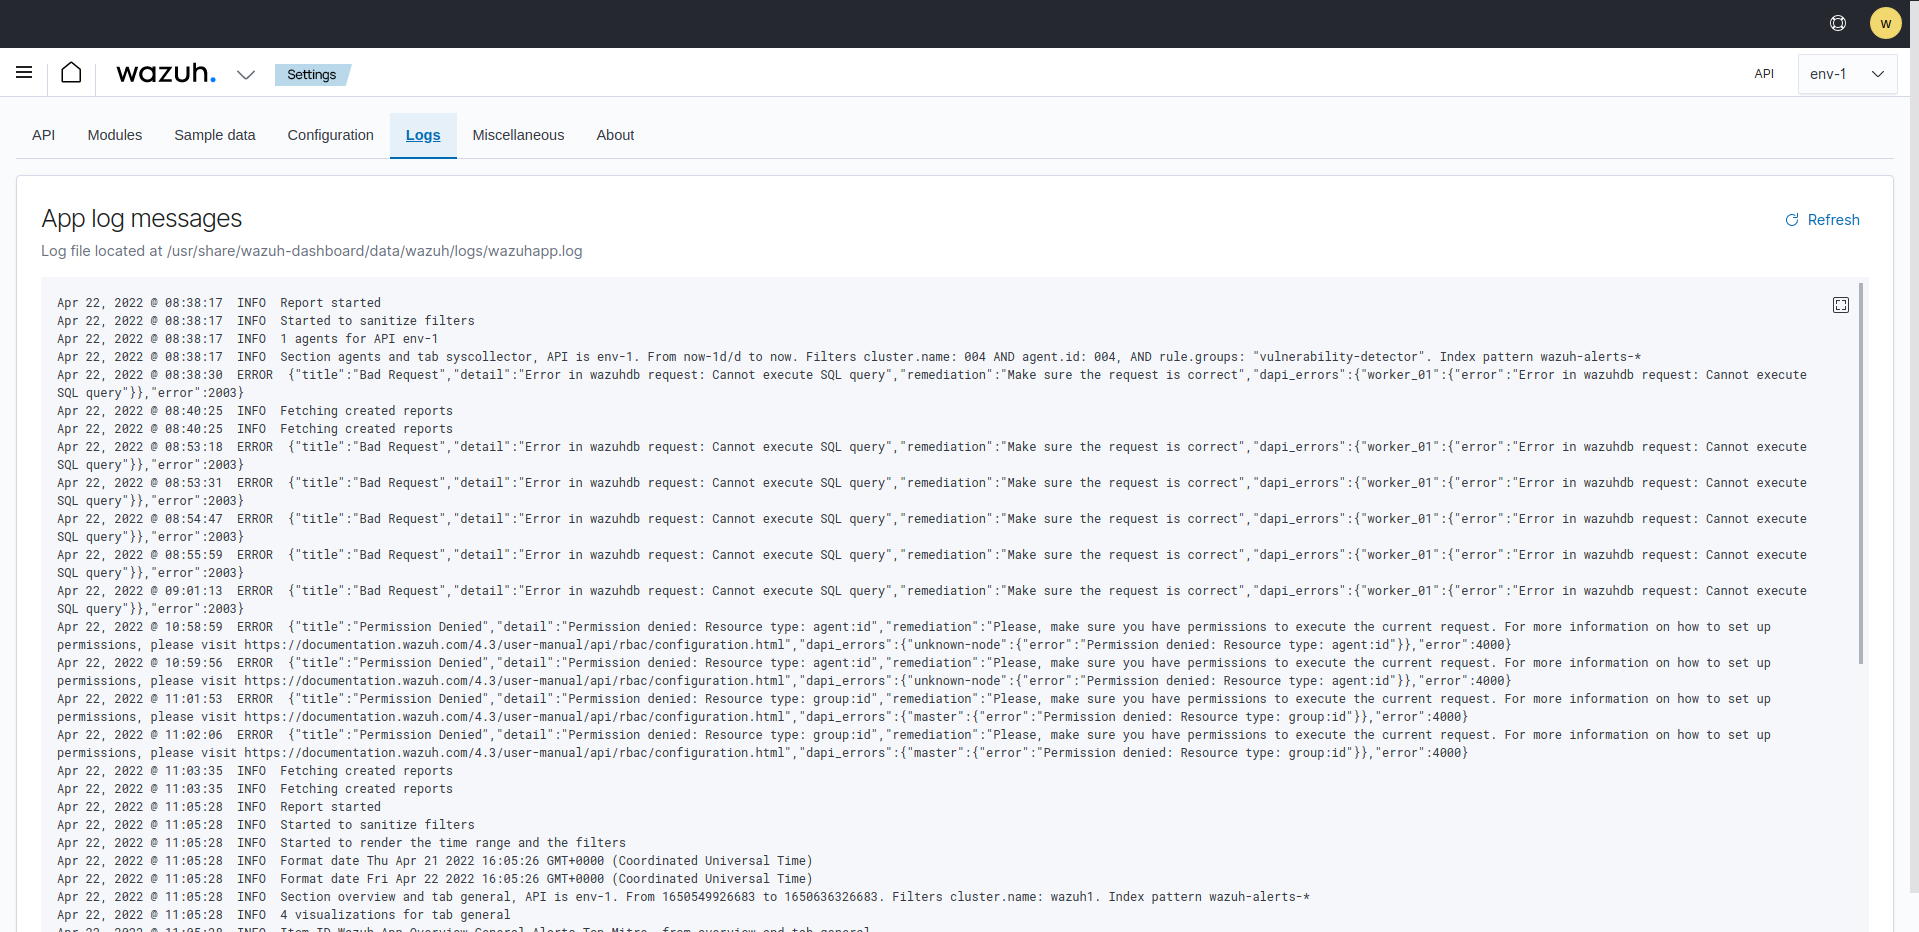 W
wazuh.
Settings
API
env-1
API
Modules
Sample data
Configuration
Logs
Miscellaneous
About
App log messages
Refresh
Log file located at /usr/share/wazuh-dashboard/data/wazuh/logs/wazuhapp.log
Apr 22, 2022 @ 08:38:17  INFO  Report started
Apr 22, 2022 @ 08:38:17  INFO  Started to sanitize filters
Apr 22, 2022 @ 08:38:17  INFO  1 agents for API env-1
Apr 22, 2022 @ 08:38:17  INFO  Section agents and tab syscollector, API is env-1. From now-1d/d to now. Filters cluster.name: 004 AND agent.id: 004, AND rule.groups: "vulnerability-detector". Index pattern wazuh-alerts-*
Apr 22, 2022 @ 08:38:30  ERROR  {"title":"Bad Request","detail":"Error in wazuhdb request: Cannot execute SQL query","remediation":"Make sure the request is correct","dapi_errors":{"worker_01":{"error":"Error in wazuhdb request: Cannot execute
SQL query"}},"error":2003}
Apr 22, 2022 @ 08:40:25  INFO  Fetching created reports
Apr 22, 2022 @ 08:40:25  INFO  Fetching created reports
Apr 22, 2022 @ 08:53:18  ERROR  {"title":"Bad Request","detail":"Error in wazuhdb request: Cannot execute SQL query","remediation":"Make sure the request is correct","dapi_errors":{"worker_01":{"error":"Error in wazuhdb request: Cannot execute
SQL query"}},"error":2003}
Apr 22, 2022 @ 08:53:31  ERROR  {"title":"Bad Request","detail":"Error in wazuhdb request: Cannot execute SQL query","remediation":"Make sure the request is correct","dapi_errors":{"worker_01":{"error":"Error in wazuhdb request: Cannot execute
SQL query"}},"error":2003}
Apr 22, 2022 @ 08:54:47  ERROR  {"title":"Bad Request","detail":"Error in wazuhdb request: Cannot execute SQL query","remediation":"Make sure the request is correct","dapi_errors":{"worker_01":{"error":"Error in wazuhdb request: Cannot execute
SQL query"}},"error":2003}
Apr 22, 2022 @ 08:55:59  ERROR  {"title":"Bad Request","detail":"Error in wazuhdb request: Cannot execute SQL query","remediation":"Make sure the request is correct","dapi_errors":{"worker_01":{"error":"Error in wazuhdb request: Cannot execute
SQL query"}},"error":2003}
Apr 22, 2022 @ 09:01:13  ERROR  {"title":"Bad Request","detail":"Error in wazuhdb request: Cannot execute SQL query","remediation":"Make sure the request is correct","dapi_errors":{"worker_01":{"error":"Error in wazuhdb request: Cannot execute
SQL query"}},"error":2003}
Apr 22, 2022 @ 10:58:59  ERROR  {"title":"Permission Denied","detail":"Permission denied: Resource type: agent:id","remediation":"Please, make sure you have permissions to execute the current request. For more information on how to set up
permissions, please visit https://documentation.wazuh.com/4.3/user-manual/api/rbac/configuration.html","dapi_errors":{"unknown-node":{"error":"Permission denied: Resource type: agent:id"}},"error":4000}
Apr 22, 2022 @ 10:59:56  ERROR  {"title":"Permission Denied","detail":"Permission denied: Resource type: agent:id","remediation":"Please, make sure you have permissions to execute the current request. For more information on how to set up
permissions, please visit https://documentation.wazuh.com/4.3/user-manual/api/rbac/configuration.html","dapi_errors":{"unknown-node":{"error":"Permission denied: Resource type: agent:id"}},"error":4000}
Apr 22, 2022 @ 11:01:53  ERROR  {"title":"Permission Denied","detail":"Permission denied: Resource type: group:id","remediation":"Please, make sure you have permissions to execute the current request. For more information on how to set up
permissions, please visit https://documentation.wazuh.com/4.3/user-manual/api/rbac/configuration.html","dapi_errors":{"master":{"error":"Permission denied: Resource type: group:id"}},"error":4000}
Apr 22, 2022 @ 11:02:06  ERROR  {"title":"Permission Denied","detail":"Permission denied: Resource type: group:id","remediation":"Please, make sure you have permissions to execute the current request. For more information on how to set up
permissions, please visit https://documentation.wazuh.com/4.3/user-manual/api/rbac/configuration.html","dapi_errors":{"master":{"error":"Permission denied: Resource type: group:id"}},"error":4000}
Apr 22, 2022 @ 11:03:35  INFO  Fetching created reports
Apr 22, 2022 @ 11:03:35  INFO  Fetching created reports
Apr 22, 2022 @ 11:05:28  INFO  Report started
Apr 22, 2022 @ 11:05:28  INFO  Started to sanitize filters
Apr 22, 2022 @ 11:05:28  INFO  Started to render the time range and the filters
Apr 22, 2022 @ 11:05:28  INFO  Format date Thu Apr 21 2022 16:05:26 GMT+0000 (Coordinated Universal Time)
Apr 22, 2022 @ 11:05:28  INFO  Format date Fri Apr 22 2022 16:05:26 GMT+0000 (Coordinated Universal Time)
Apr 22, 2022 @ 11:05:28  INFO  Section overview and tab general, API is env-1. From 1650549926683 to 1650636326683. Filters cluster.name: wazuh1. Index pattern wazuh-alerts-*
Apr 22, 2022 @ 11:05:28  INFO  4 visualizations for tab general
Apr 22, 2022 @ 11:05:28  INFO  Item ID Wazuh-App-Overview-General-Alerts-Top-Mitre, from overview and tab general